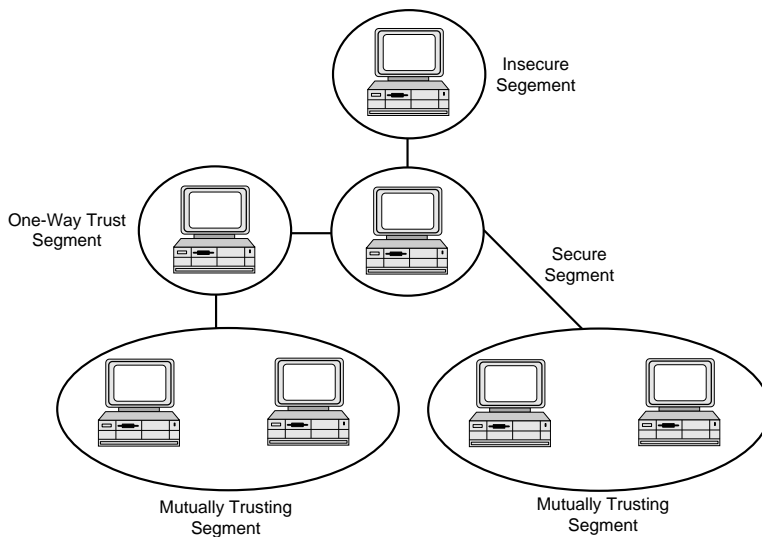 Insecure
Segement
One-Way Trust
Segment
Secure
Segment
Mutually Trusting
Segment
Mutually Trusting
Segment